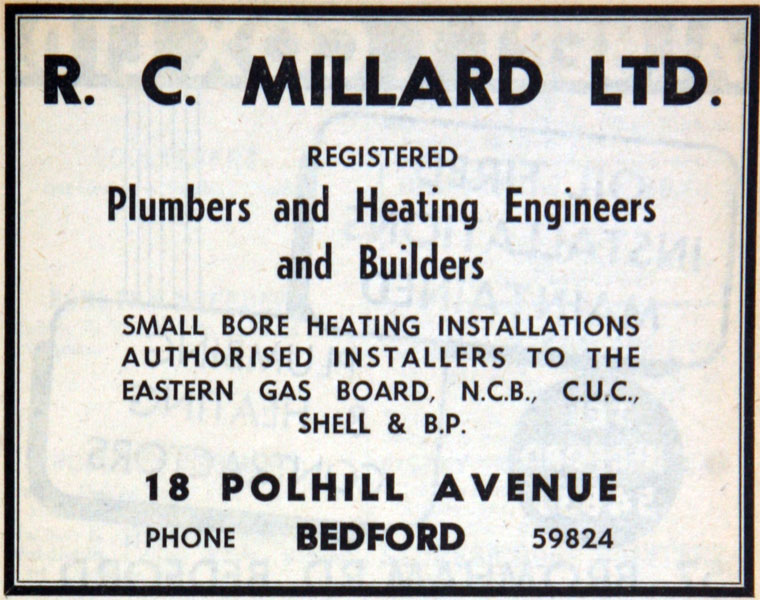 R. C. MILLARD LTD.
REGISTERED
Plumbers and Heating Engineers
and Builders
SMALL BORE HEATING INSTALLATIONS
AUTHORISED INSTALLERS TO THE
EASTERN GAS BOARD, N.C.B., C.U.C.,
SHELL & B.P.
18 POLHILL AVENUE
PHONE BEDFORD 59824